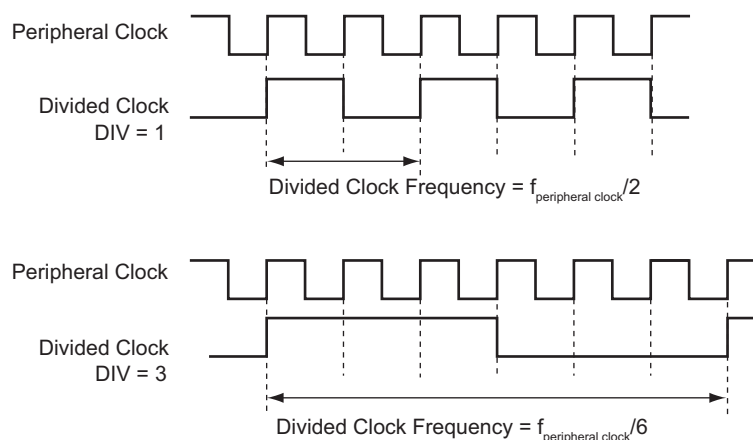 Peripheral Clock
Divided Clock
DIV = 1
Divided Clock Frequency = fperipheral clock/2
Peripheral Clock
Divided Clock
DIV = 3
Divided Clock Frequency = fperipheral clock/6